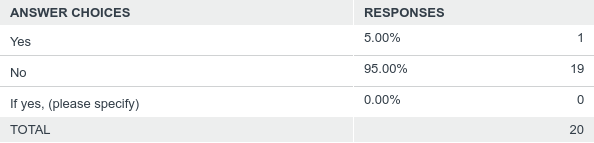 ANSWER CHOICES RESPONSES
Yes 5.00% 1
No 95.00% 19
If yes, (please specify) 0.00% 0
TOTAL 20